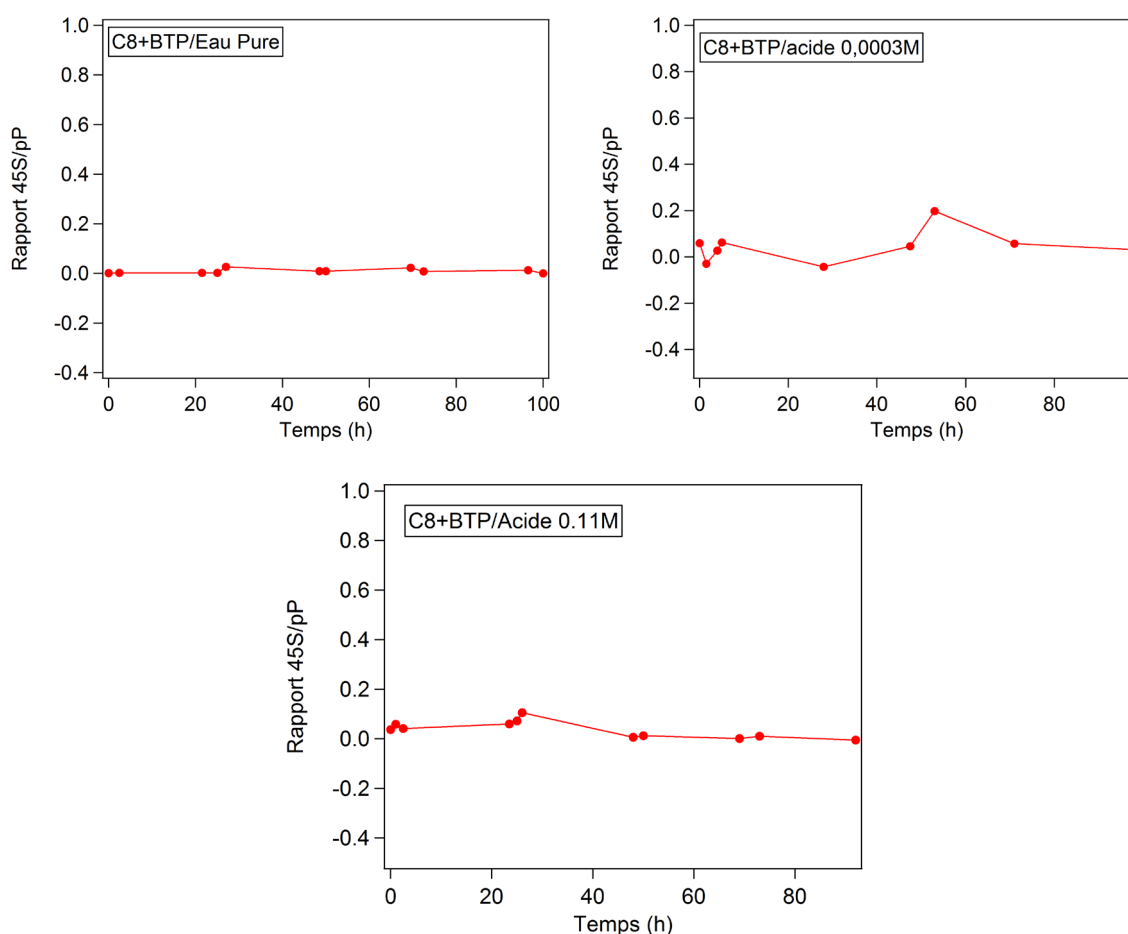 C8+BTP/Eau Pure
Rapport 45S/pP
1.0
0.8
0.6
0.4
0.2
0.0
-0.2
-0.4
0 20 40 60 80 100
Temps (h)
C8+BTP/acide 0,0003M
Rapport 45S/pP
1.0
0.8
0.6
0.4
0.2
0.0
-0.2
-0.4
0 20 40 60 80
Temps (h)
C8+BTP/Acide 0.11M
Rapport 45S/pP
1.0
0.8
0.6
0.4
0.2
0.0
-0.2
-0.4
0 20 40 60 80
Temps (h)